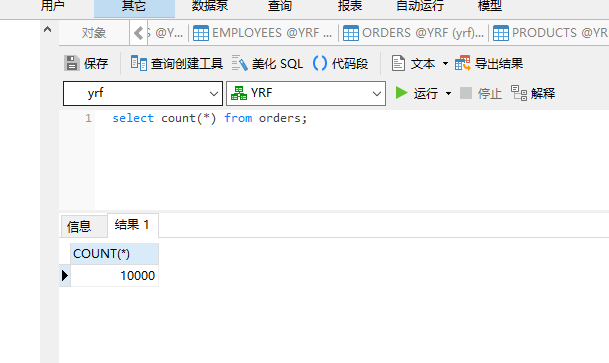 用户 其它 数据泵 查询 报表 自动运行 模型
对象 S @Y... EMPLOYEES @YRF ... ORDERS @YRF (yrf)... PRODUCTS @YR
保存 查询创建工具 美化 SQL () 代码段 文本 导出结果
yrf YRF 运行 停止 解释
1 select count(*) from orders;
信息 结果 1
COUNT(*)
10000